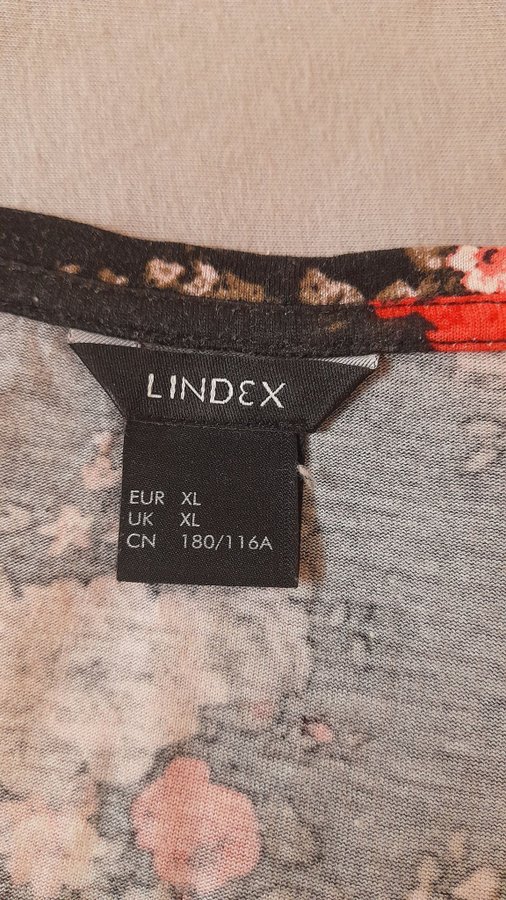 LINDEX
EUR XL
UK XL
CN 180/116A